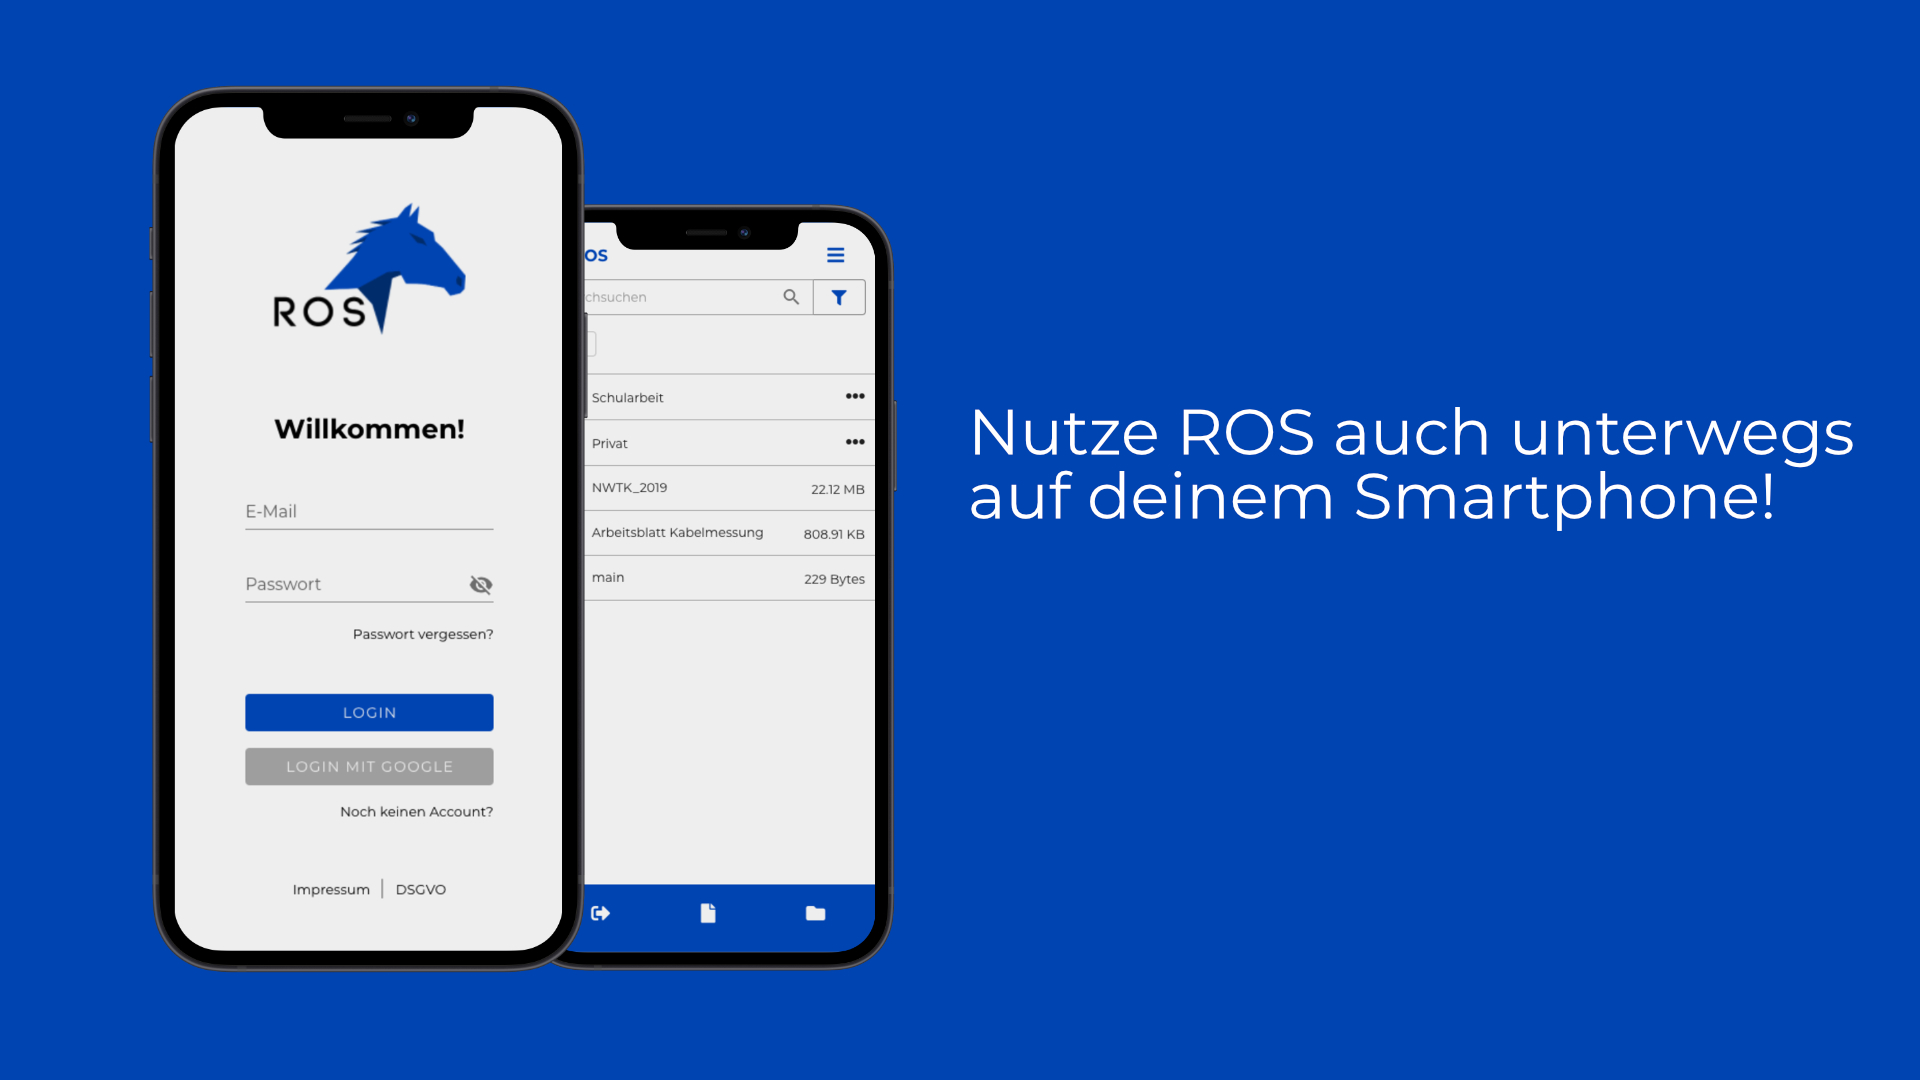 ROS
Willkommen!
E-Mail
Passwort
Passwort vergessen?
LOGIN
LOGIN MIT GOOGLE
Noch keinen Account?
Impressum | DSGVO
OS
chsuchen
Schularbeit
Privat
NWTK_2019 22.12 MB
Arbeitsblatt Kabelmessung 808.91 KB
main 229 Bytes
Nutze ROS auch unterwegs
auf deinem Smartphone!